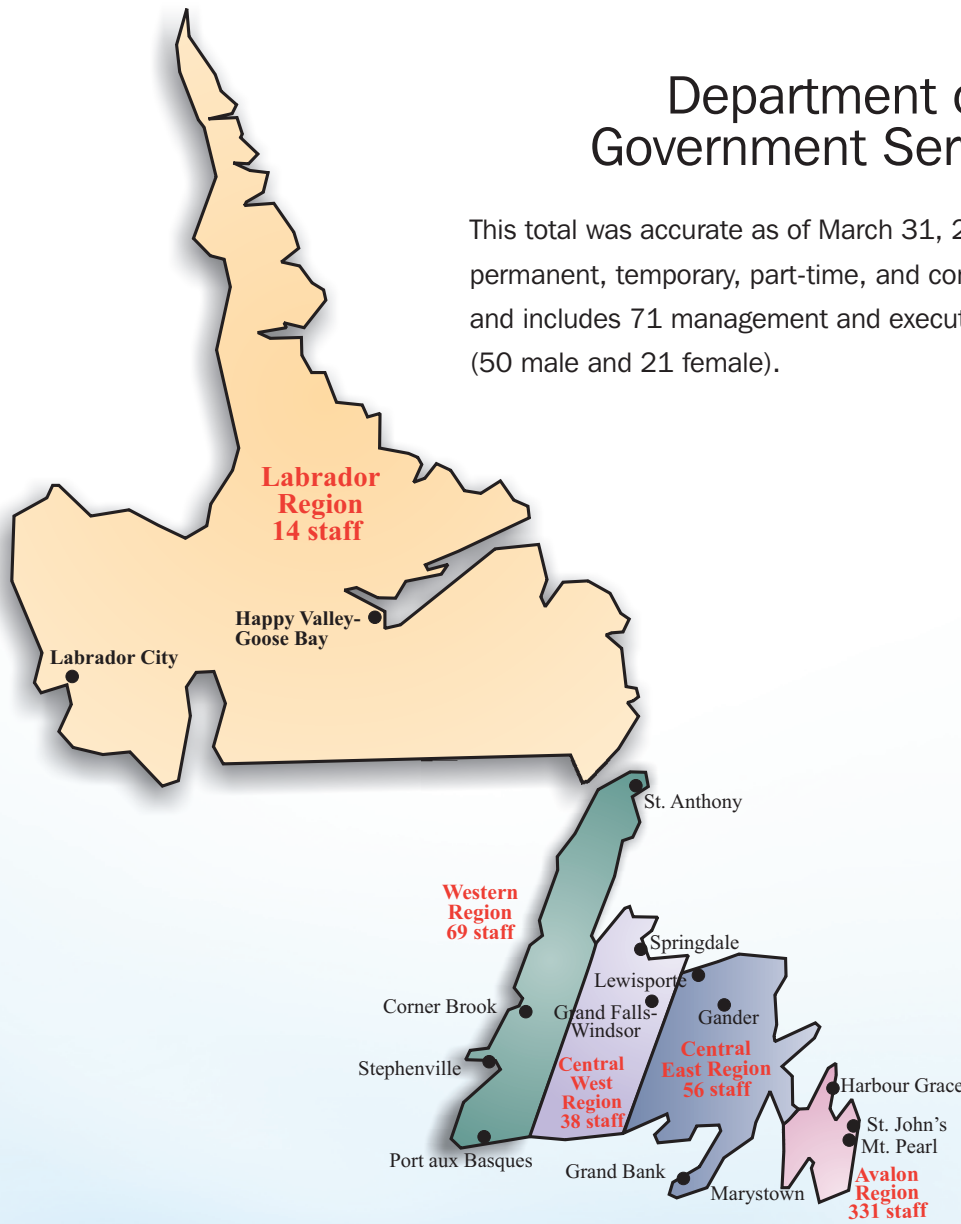 Department
Government
This total was accurate as of March 31,
permanent, temporary, part-time, and
and includes 71 management and
(50 male and 21 female).
Labrador
Region
14 staff
Happy Valley-
Goose Bay
Labrador City
St. Anthony
Western
Region
69 staff
Springdale
Lewisporte
Corner Brook
Grand Falls-
Windsor
Gander
Stephenville
Central
West
Region
38 staff
Central
East Region
56 staff
Harbour Grace
St. John's
Mt. Pearl
Port aux Basques
Grand Bank
Marystown
Avalon
Region
331 staff